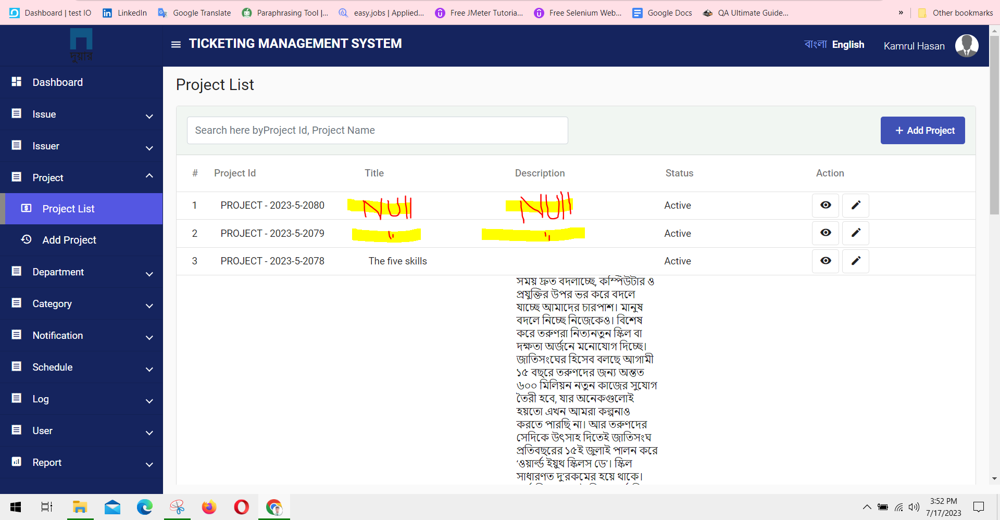 Dashboard | test IO LinkedIn Google Translate Paraphrasing Tool |... easy.jobs | Applied... Free JMeter Tutoria... Free Selenium Web... Google Docs QA Ultimate Guide... » Other bookmarks
দুয়ার
TICKETING MANAGEMENT SYSTEM
বাংলা English Kamrul Hasan
Dashboard
Issue
Issuer
Project
Project List
Add Project
Department
Category
Notification
Schedule
Log
User
Report
Project List
Search here byProject Id, Project Name
+ Add Project
# Project Id Title Description Status Action
1 PROJECT - 2023-5-2080 NUll NUll Active
2 PROJECT - 2023-5-2079 " " Active
3 PROJECT - 2023-5-2078 The five skills Active
সময় দ্রুত বদলাচ্ছে, কম্পিউটার ও
প্রযুক্তির উপর ভর করে বদলে
যাচ্ছে আমাদের চারপাশ। মানুষ
বদলে নিচ্ছে নিজেকেও। বিশেষ
করে তরুণরা নিত্যনতুন স্কিল বা
দক্ষতা অর্জনে মনোযোগ দিচ্ছে।
জাতিসংঘের হিসেব বলছে আগামী
১৫ বছরে তরুণদের জন্য অন্তত
৬০০ মিলিয়ন নতুন কাজের সুযোগ
তৈরী হবে, যার অনেকগুলোই
হয়তো এখন আমরা কল্পনাও
করতে পারছি না। আর তরুণদের
সেদিকে উৎসাহ দিতেই জাতিসংঘ
প্রতিবছরের ১৫ই জুলাই পালন করে
‘ওয়ার্ল্ড ইয়ুথ স্কিলস ডে’। স্কিল
সাধারণত দু’রকমের হয়ে থাকে।
3:52 PM
7/17/2023